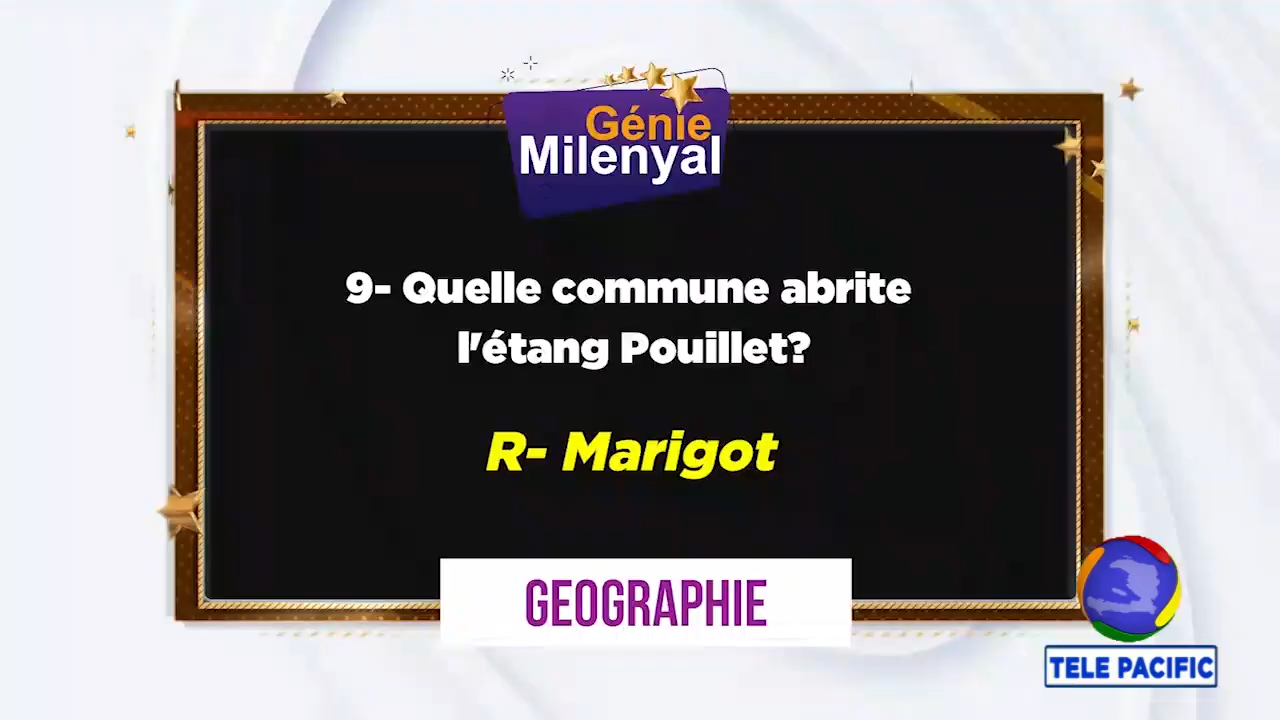 Génie
Milenyal
9- Quelle commune abrite
l'étang Pouillet?
R- Marigot
GEOGRAPHIE
TELE PACIFIC